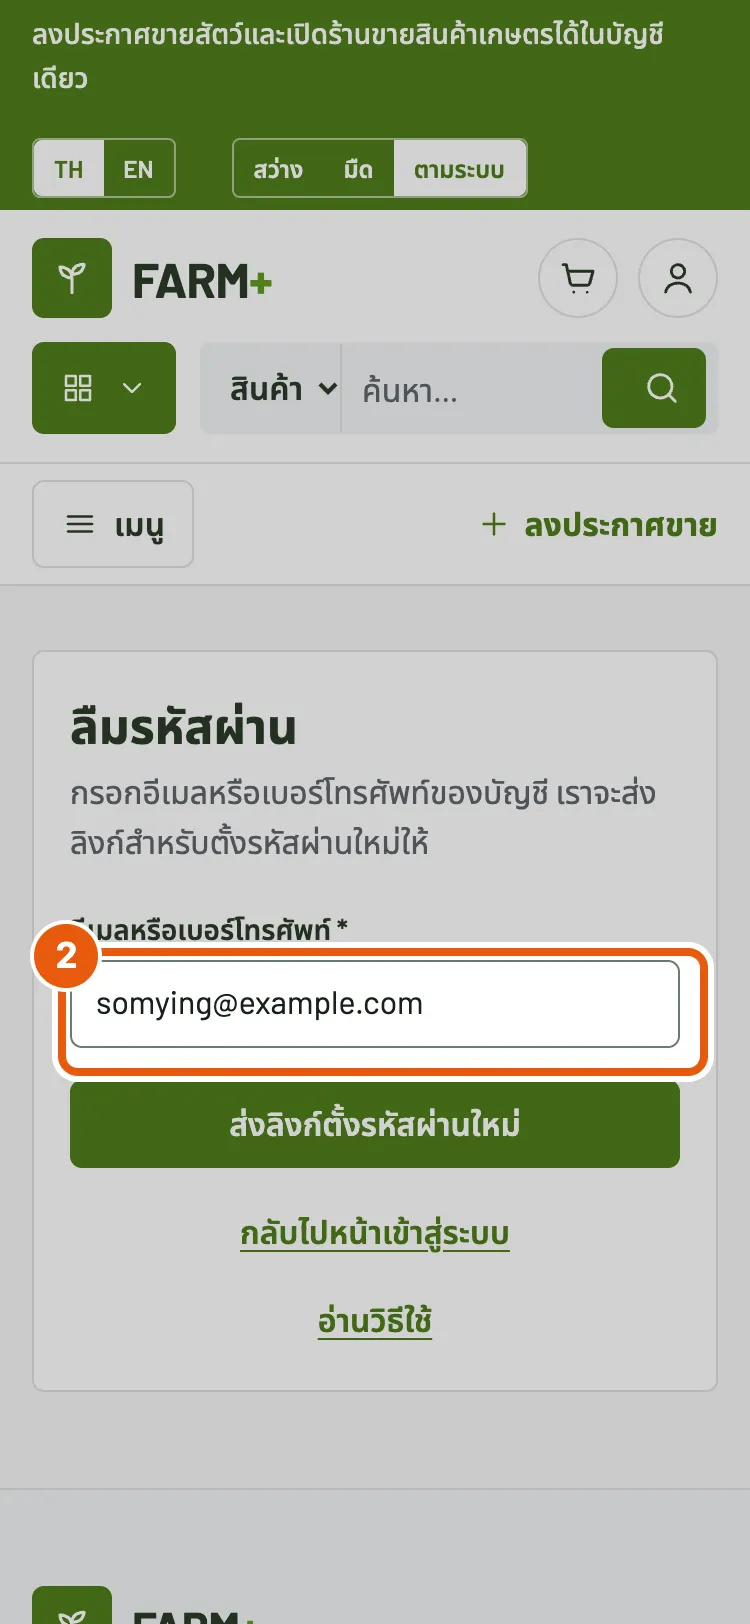 ลงประกาศขายสัตว์และเปิดร้านขายสินค้าเกษตรได้ในบัญชี
เดียว
TH EN สว่าง มืด ตามระบบ
FARM+
สินค้า ค้นหา...
เมนู + ลงประกาศขาย
ลืมรหัสผ่าน
กรอกอีเมลหรือเบอร์โทรศัพท์ของบัญชี เราจะส่ง
ลิงก์สำหรับตั้งรหัสผ่านใหม่ให้
อีเมลหรือเบอร์โทรศัพท์ *
2
somying@example.com
ส่งลิงก์ตั้งรหัสผ่านใหม่
กลับไปหน้าเข้าสู่ระบบ
อ่านวิธีใช้
FARM+